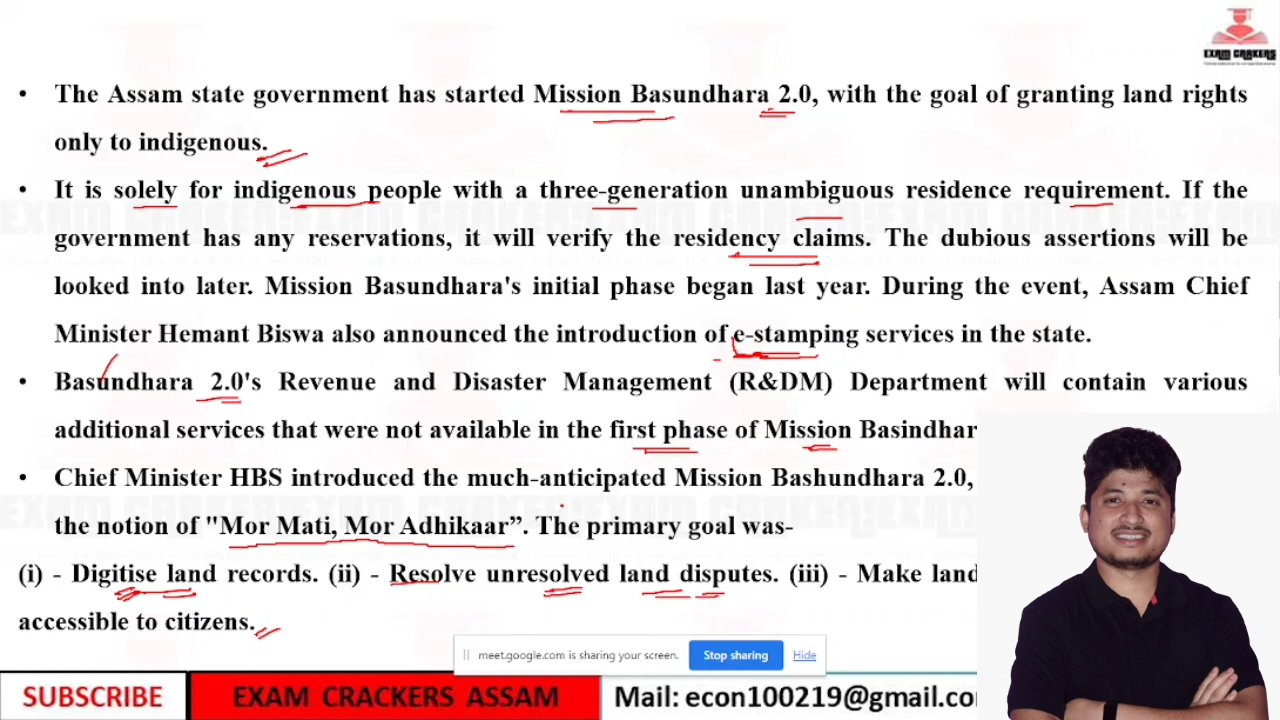 EXAM CRAKERS
• The Assam state government has started Mission Basundhara 2.0, with the goal of granting land rights
only to indigenous.
• It is solely for indigenous people with a three-generation unambiguous residence requirement. If the
government has any reservations, it will verify the residency claims. The dubious assertions will be
looked into later. Mission Basundhara's initial phase began last year. During the event, Assam Chief
Minister Hemant Biswa also announced the introduction of e-stamping services in the state.
• Basundhara 2.0's Revenue and Disaster Management (R&DM) Department will contain various
additional services that were not available in the first phase of Mission Basindhar
• Chief Minister HBS introduced the much-anticipated Mission Bashundhara 2.0,
the notion of "Mor Mati, Mor Adhikaar”. The primary goal was-
(i) - Digitise land records. (ii) - Resolve unresolved land disputes. (iii) - Make land
accessible to citizens.
meet.google.com is sharing your screen. Stop sharing Hide
SUBSCRIBE EXAM CRACKERS ASSAM Mail: econ100219@gmail.co